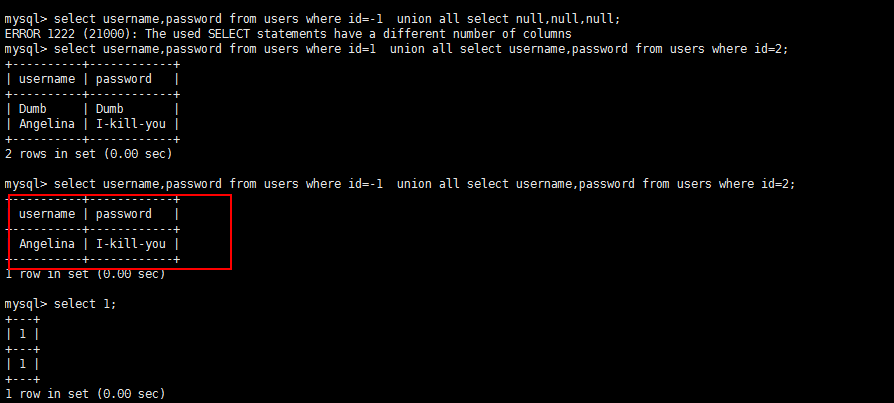 mysql> select username,password from users where id=-1  union all select null,null,null;
ERROR 1222 (21000): The used SELECT statements have a different number of columns
mysql> select username,password from users where id=1  union all select username,password from users where id=2;
+----------+------------+
| username | password   |
+----------+------------+
| Dumb     | Dumb       |
| Angelina | I-kill-you |
+----------+------------+
2 rows in set (0.00 sec)
mysql> select username,password from users where id=-1  union all select username,password from users where id=2;
+----------+------------+
  username | password   |
-----------+------------+
  Angelina | I-kill-you |
-----------+------------+
1 row in set (0.00 sec)
mysql> select 1;
+---+
| 1 |
+---+
| 1 |
+---+
1 row in set (0.00 sec)